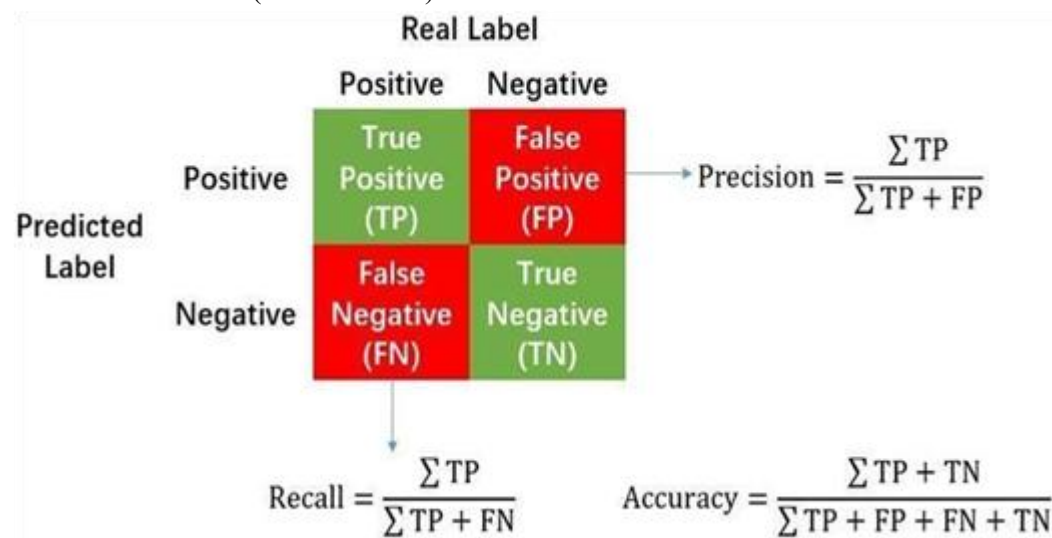 Real Label
Positive Negative
True Positive (TP)
False Positive (FP)
Positive
Precision = ∑ TP / ∑ TP + FP
Predicted Label
False Negative (FN)
True Negative (TN)
Negative
Recall = ∑ TP / ∑ TP + FN
Accuracy = ∑ TP + TN / ∑ TP + FP + FN + TN